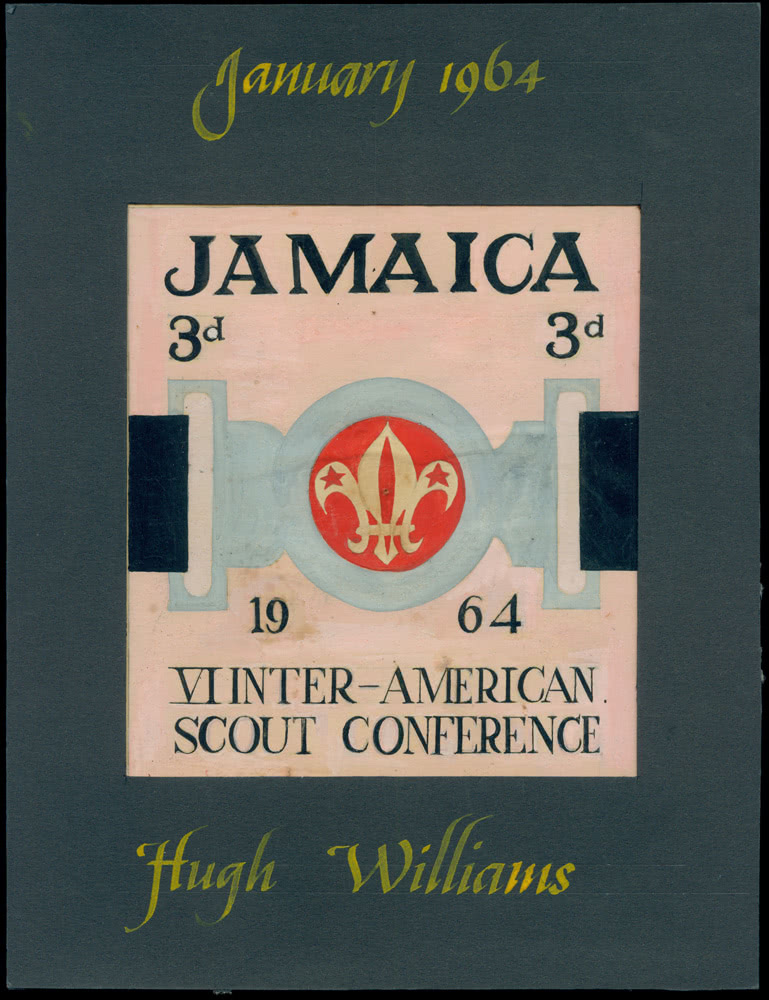 January 1964
JAMAICA
3d 3d
19 64
VI INTER-AMERICAN.
SCOUT CONFERENCE
Hugh Williams